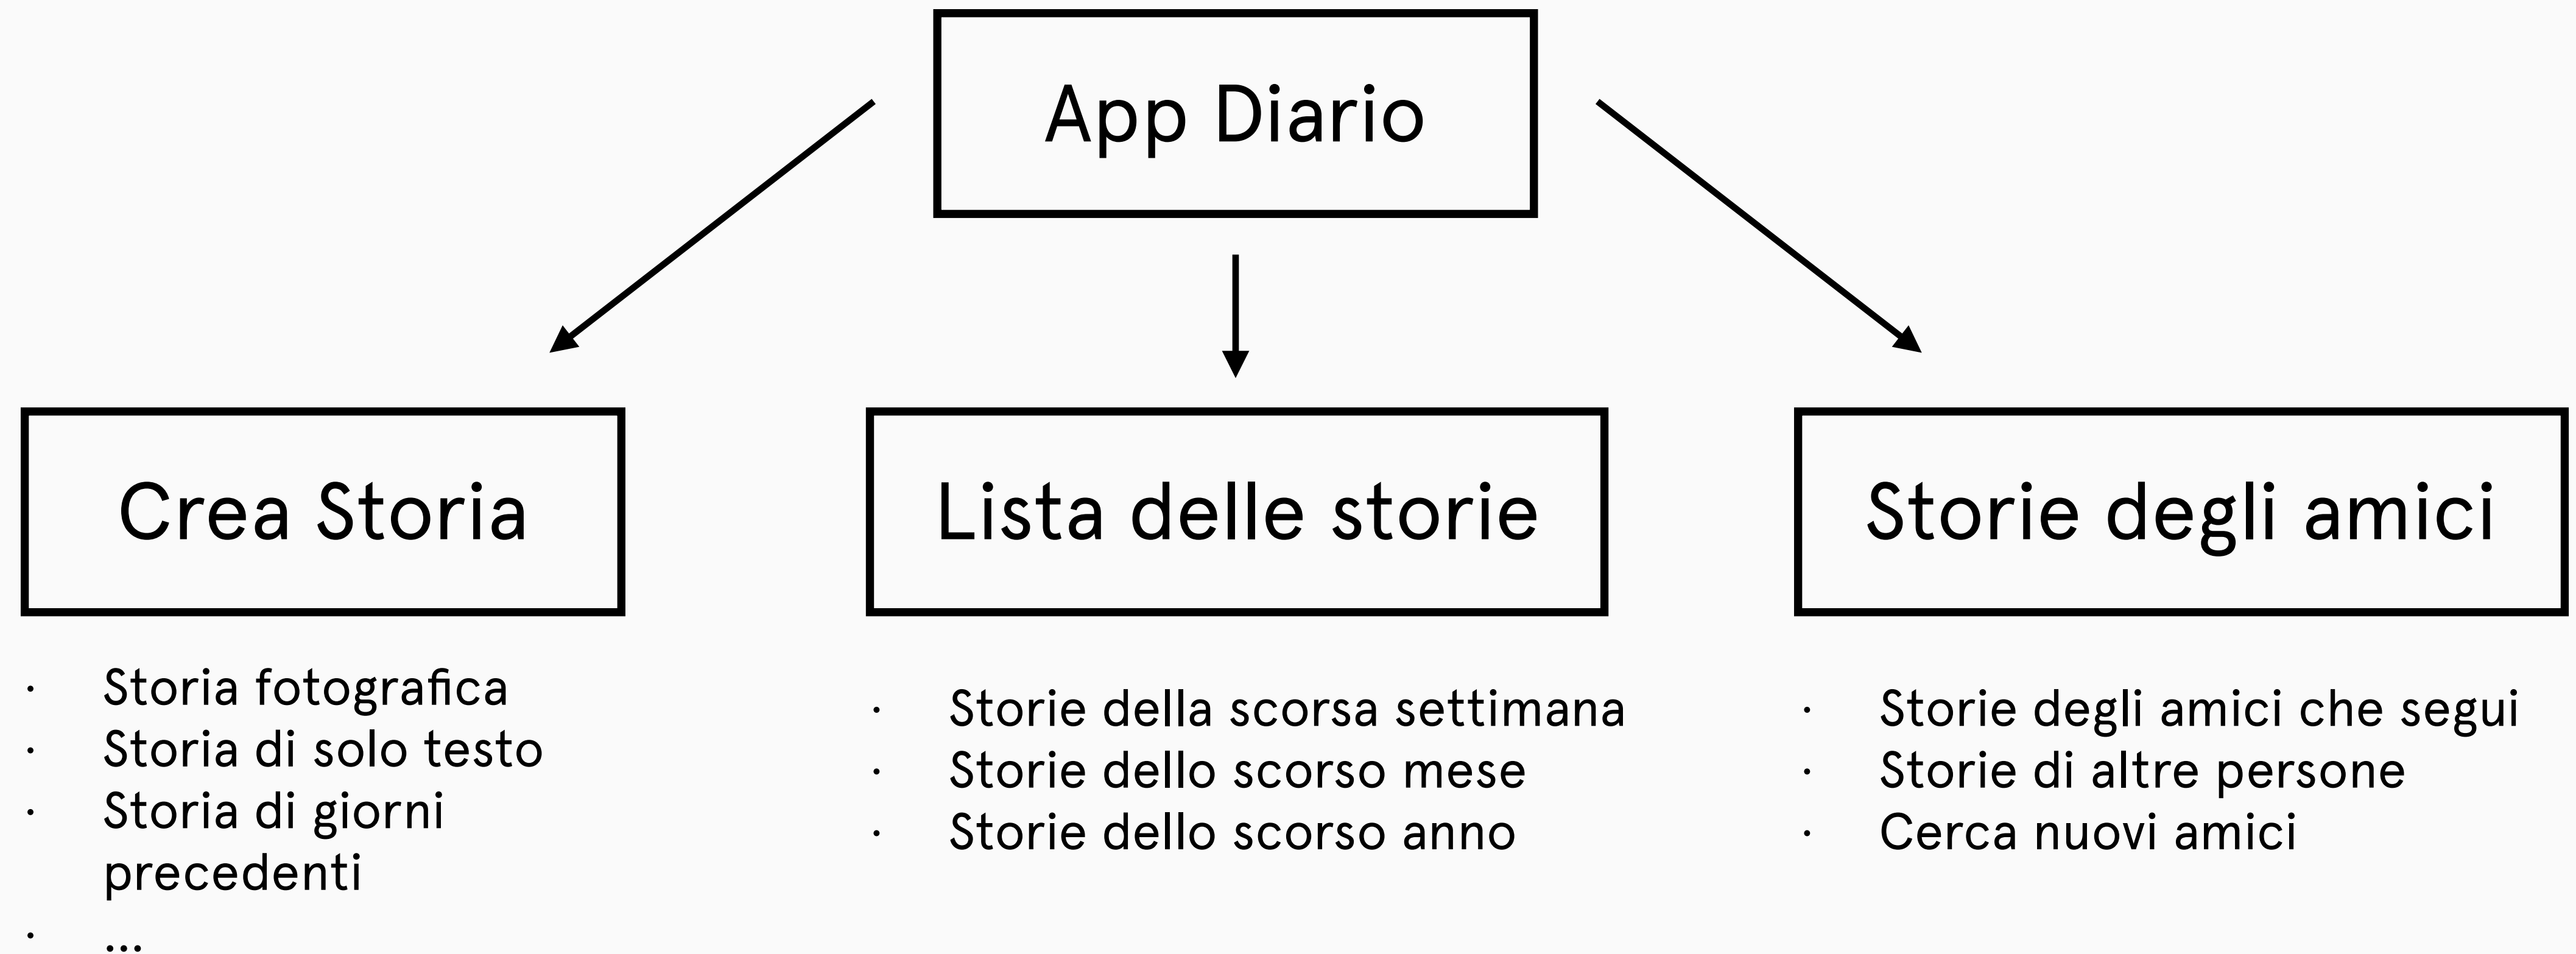 App Diario
Crea Storia
Lista delle storie
Storie degli amici
· Storia fotografica
· Storia di solo testo
· Storia di giorni
precedenti
· ...
· Storie della scorsa settimana
· Storie dello scorso mese
· Storie dello scorso anno
· Storie degli amici che segui
· Storie di altre persone
· Cerca nuovi amici